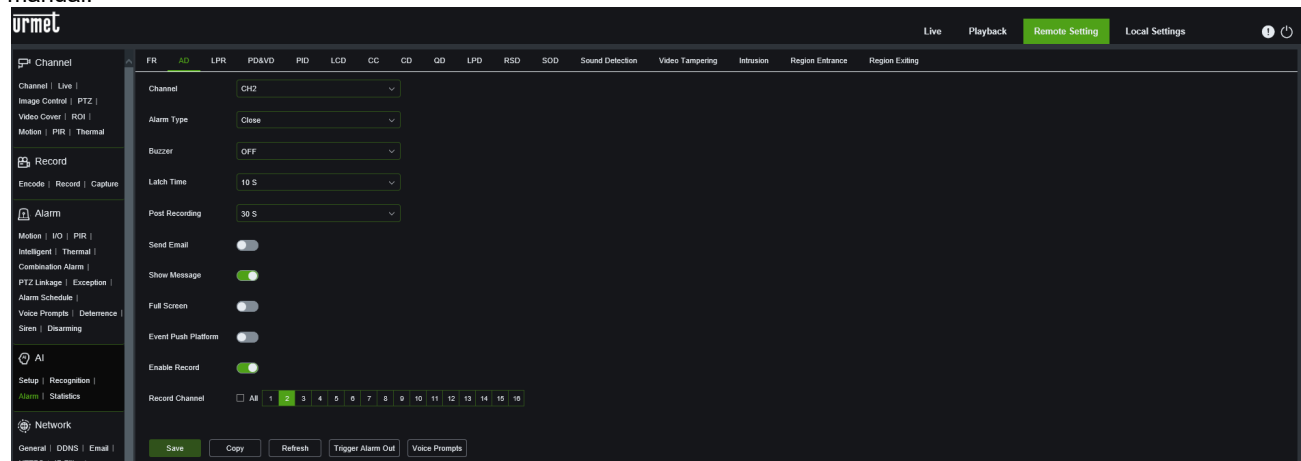 manual.
urmet
Live Playback Remote Setting Local Settings
Channel
Channel | Live |
Image Control | PTZ |
Video Cover | ROI |
Motion | PIR | Thermal
Record
Encode | Record | Capture
Alarm
Motion | I/O | PIR |
Intelligent | Thermal |
Combination Alarm |
PTZ Linkage | Exception |
Alarm Schedule |
Voice Prompts | Deterrence |
Siren | Disarming
AI
Setup | Recognition |
Alarm | Statistics
Network
General | DDNS | Email |
FR AD LPR PD&VD PID LCD CC CD QD LPD RSD SOD Sound Detection Video Tampering Intrusion Region Entrance Region Exiting
Channel CH2
Alarm Type Close
Buzzer OFF
Latch Time 10 S
Post Recording 30 S
Send Email
Show Message
Full Screen
Event Push Platform
Enable Record
Record Channel All 1 2 3 4 5 6 7 8 9 10 11 12 13 14 15 16
Save Copy Refresh Trigger Alarm Out Voice Prompts